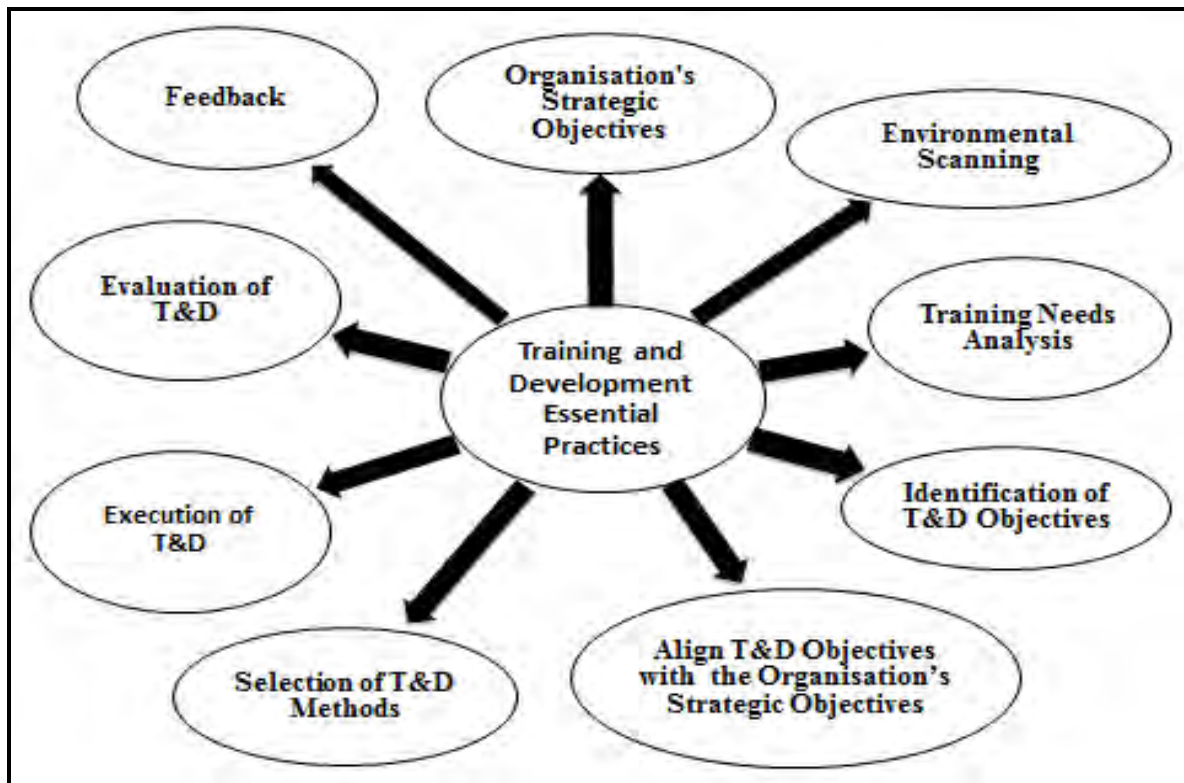 Feedback
Organisation's
Strategic
Objectives
Environmental
Scanning
Evaluation of
T&D
Training Needs
Analysis
Training and
Development
Essential
Practices
Execution of
T&D
Identification of
T&D Objectives
Selection of T&D
Methods
Align T&D Objectives
with the Organisation’s
Strategic Objectives